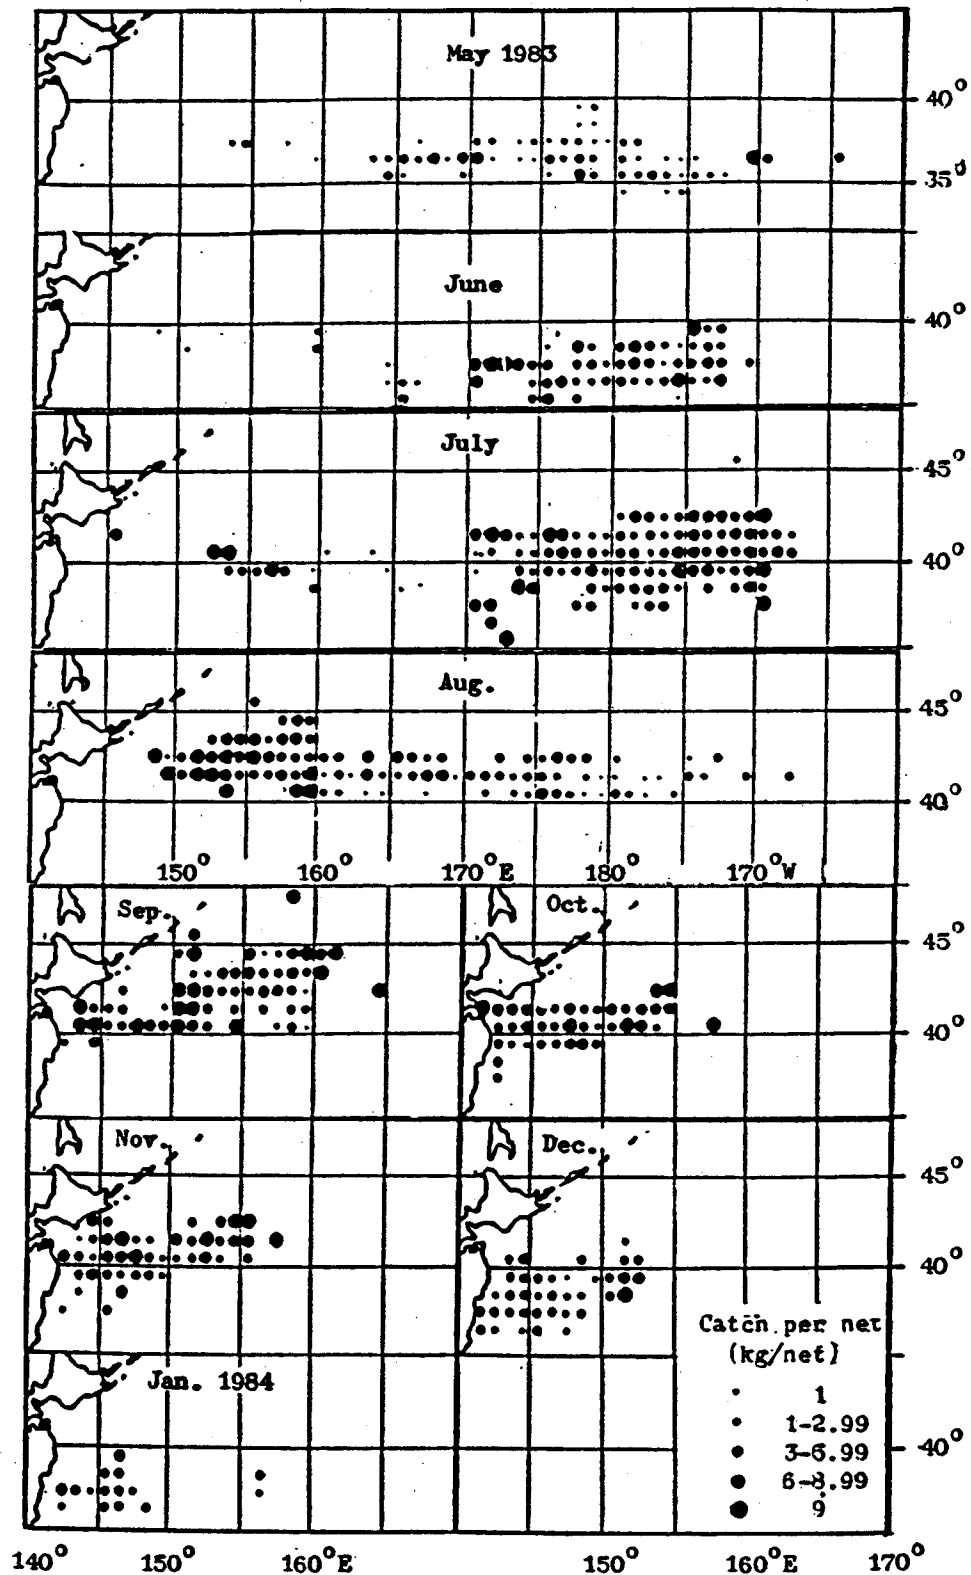 May 1983
40°
35°
June
40°
July
45°
40°
Aug.
45°
40°
150° 160° 170°E 180° 170°W
Sep. Oct.
45°
40°
Nov. Dec.
45°
40°
Catch per net
(kg/net)
1
1-2.99
3-5.99
6-8.99
9
Jan. 1984
40°
140° 150° 160°E 150° 160°E 170°